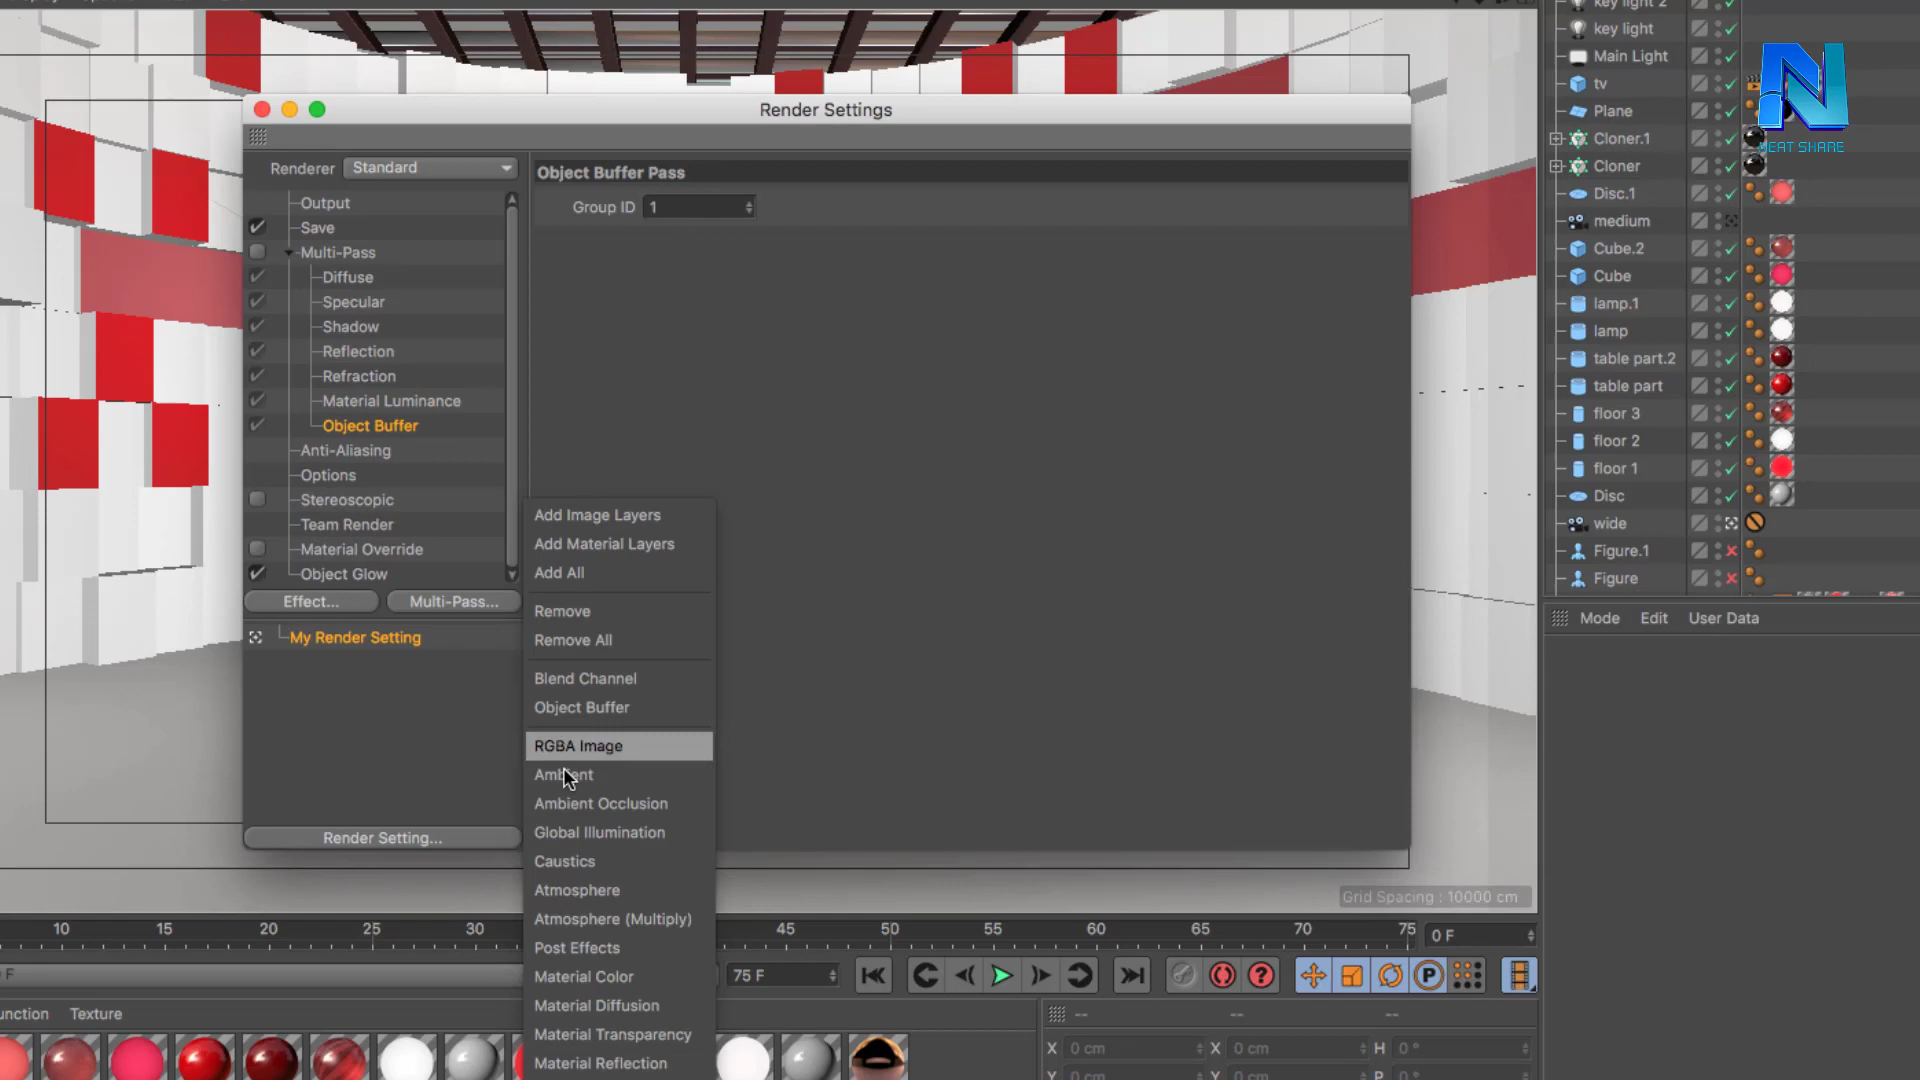 key light 2
key light
Main Light
tv
Plane
Cloner.1
Cloner
Disc.1
medium
Cube.2
Cube
lamp.1
lamp
table part.2
table part
floor 3
floor 2
floor 1
Disc
wide
Figure.1
Figure
N
NEAT SHARE
Render Settings
Renderer Standard
Output
Save
Multi-Pass
Diffuse
Specular
Shadow
Reflection
Refraction
Material Luminance
Object Buffer
Anti-Aliasing
Options
Stereoscopic
Team Render
Material Override
Object Glow
Effect... Multi-Pass...
My Render Setting
Render Setting...
Object Buffer Pass
Group ID 1
Add Image Layers
Add Material Layers
Add All
Remove
Remove All
Blend Channel
Object Buffer
RGBA Image
Ambient
Ambient Occlusion
Global Illumination
Caustics
Atmosphere
Atmosphere (Multiply)
Post Effects
Material Color
Material Diffusion
Material Transparency
Material Reflection
Mode Edit User Data
Grid Spacing : 10000 cm
10 15 20 25 30 45 50 55 60 65 70 75 0 F
F 75 F P
unction Texture
-- -- --
X 0 cm X 0 cm H 0 °
Y Y P